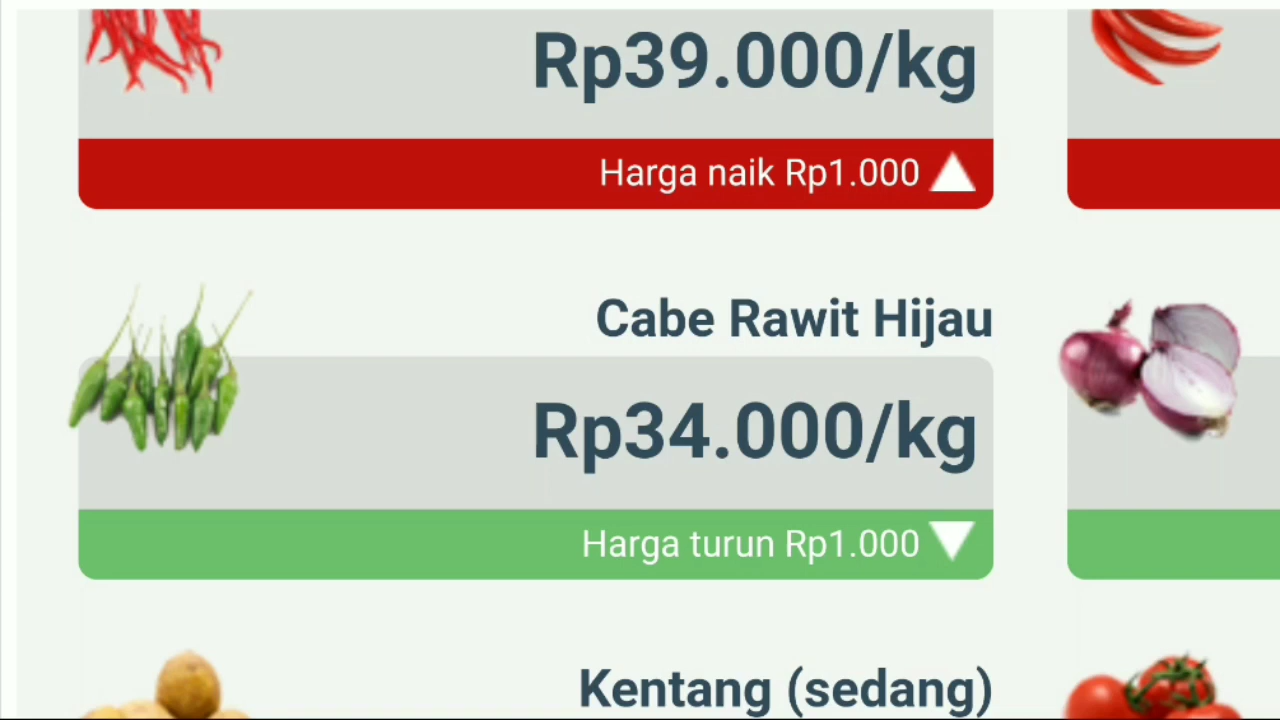 Rp39.000/kg
Harga naik Rp1.000
Cabe Rawit Hijau
Rp34.000/kg
Harga turun Rp1.000
Kentang (sedang)